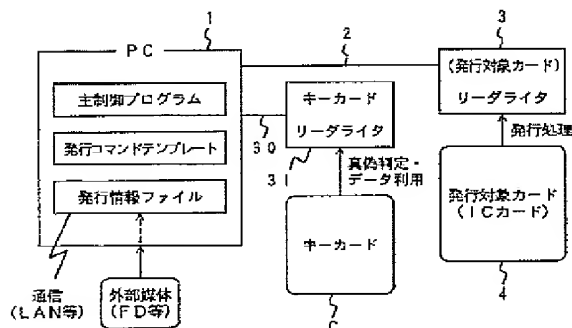 1
PC
主制御プログラム
発行コマンドテンプレート
発行情報ファイル
通信
(LAN等)
外部媒体
(FD等)
2
30
キーカード
リーダライタ
31
真偽判定・
データ利用
キーカード
C
3
(発行対象カード)
リーダライタ
発行処理
発行対象カード
(ICカード)
4